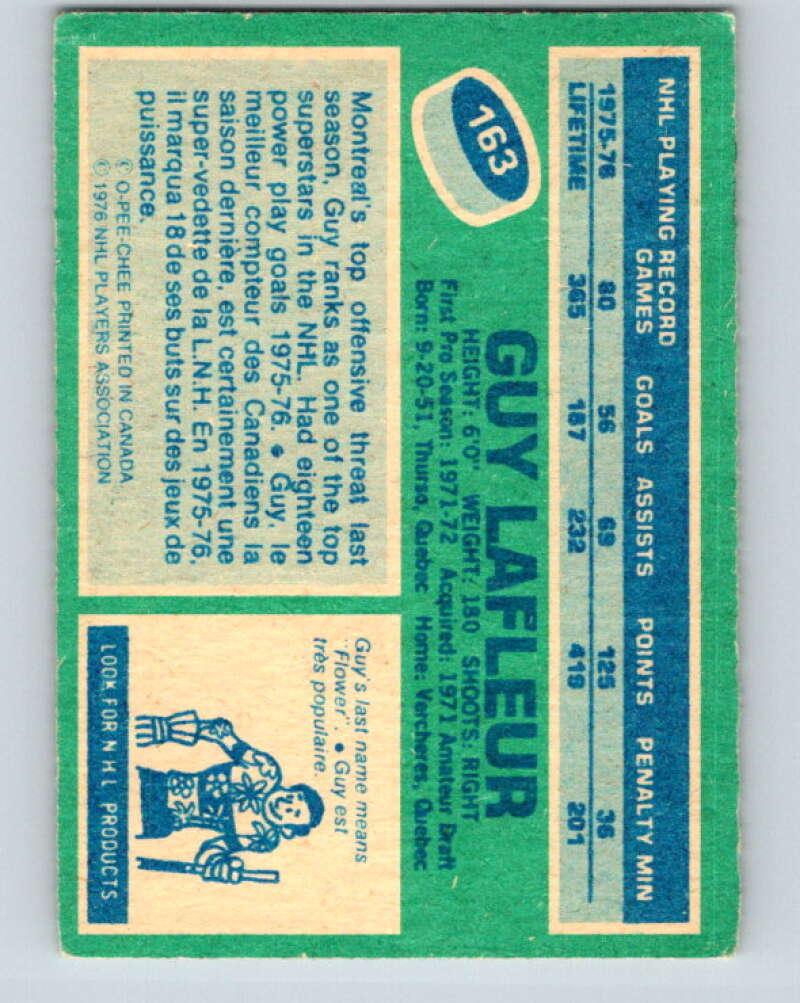 NHL PLAYING RECORD
GAMES GOALS ASSISTS POINTS PENALTY MIN
1975-76 80 56 69 125 36
LIFETIME 365 187 232 419 201
163
GUY LAFLEUR
HEIGHT: 6'0" WEIGHT: 180 SHOOTS: RIGHT
First Pro Season: 1971-72 Acquired: 1971 Amateur Draft
Born: 9-20-51, Thurso, Quebec Home: Vercheres, Quebec
Montreal's top offensive threat last
season, Guy ranks as one of the top
superstars in the NHL. Had eighteen
power play goals 1975-76. • Guy, le
meilleur compteur des Canadiens la
saison dernière, est certainement une
super-vedette de la L.N.H. En 1975-76,
il marqua 18 de ses buts sur des jeux de
puissance.
© O-PEE-CHEE PRINTED IN CANADA
© 1976 NHL PLAYERS ASSOCIATION
Guy's last name means
"Flower". • Guy est
très populaire.
LOOK FOR N H L PRODUCTS